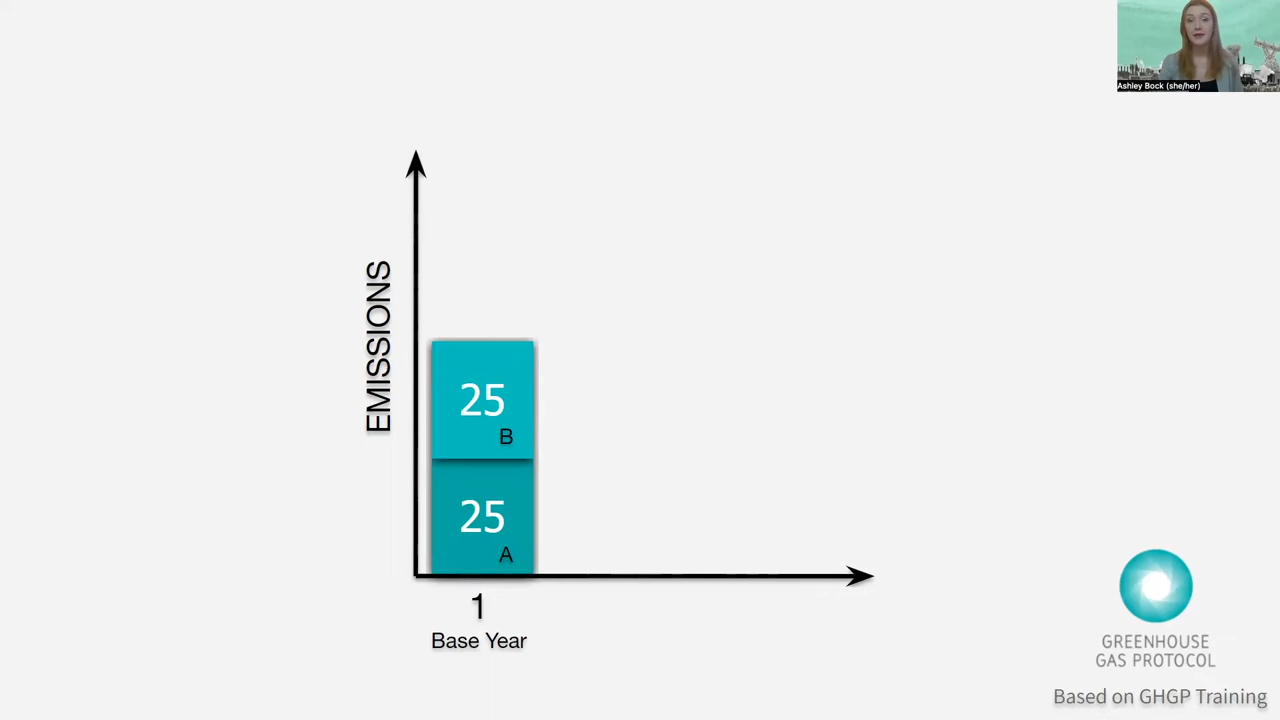 Ashley Bock (she/her)
EMISSIONS
25
B
25
A
1
Base Year
GREENHOUSE
GAS PROTOCOL
Based on GHGP Training